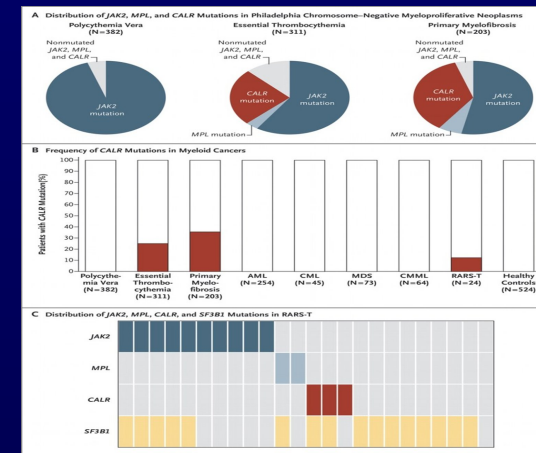 A Distribution of JAK2, MPL, and CALR Mutations in Philadelphia Chromosome–Negative Myeloproliferative Neoplasms
Polycythemia Vera
(N=382)
Essential Thrombocythemia
(N=311)
Primary Myelofibrosis
(N=203)
Nonmutated
JAK2, MPL,
and CALR
JAK2
mutation
Nonmutated
JAK2, MPL,
and CALR
CALR
mutation
JAK2
mutation
MPL mutation
Nonmutated
JAK2, MPL,
and CALR
CALR
mutation
JAK2
mutation
MPL mutation
B Frequency of CALR Mutations in Myeloid Cancers
Patients with CALR Mutation(%)
100
90
80
70
60
50
40
30
20
10
0
Polycythe-
mia Vera
(N=382)
Essential
Thrombo-
cythemia
(N=311)
Primary
Myelo-
fibrosis
(N=203)
AML
(N=254)
CML
(N=45)
MDS
(N=73)
CMML
(N=64)
RARS-T
(N=24)
Healthy
Controls
(N=524)
C Distribution of JAK2, MPL, CALR, and SF3B1 Mutations in RARS-T
JAK2
MPL
CALR
SF3B1